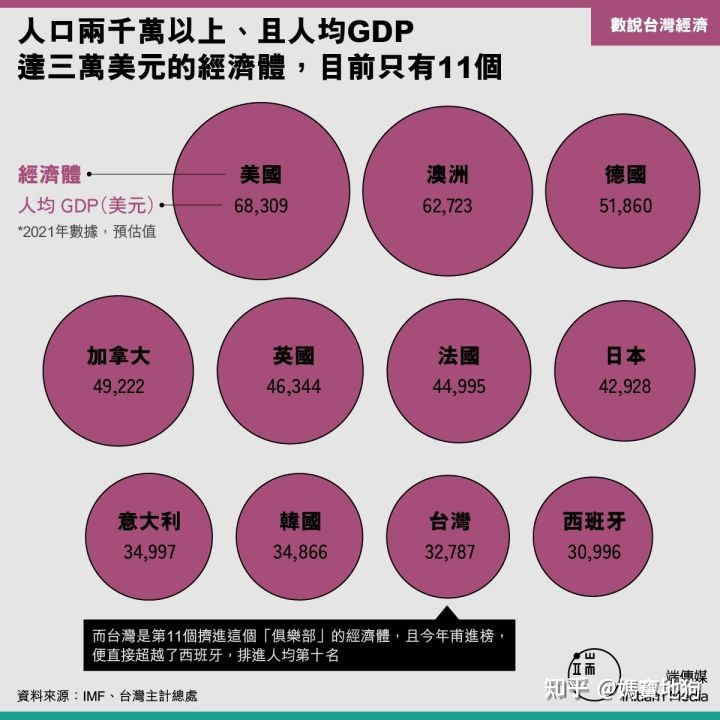 數說台灣經濟
人口兩千萬以上、且人均GDP
達三萬美元的經濟體，目前只有11個
經濟體
人均 GDP(美元)
*2021年數據，預估值
美國
68,309
澳洲
62,723
德國
51,860
加拿大
49,222
英國
46,344
法國
44,995
日本
42,928
意大利
34,997
韓國
34,866
台灣
32,787
西班牙
30,996
而台灣是第11個擠進這個「俱樂部」的經濟體，且今年甫進榜，
便直接超越了西班牙，排進人均第十名
資料來源：IMF、台灣主計總處
端
端傳媒
Initium Media
知乎 @媽寶地狗